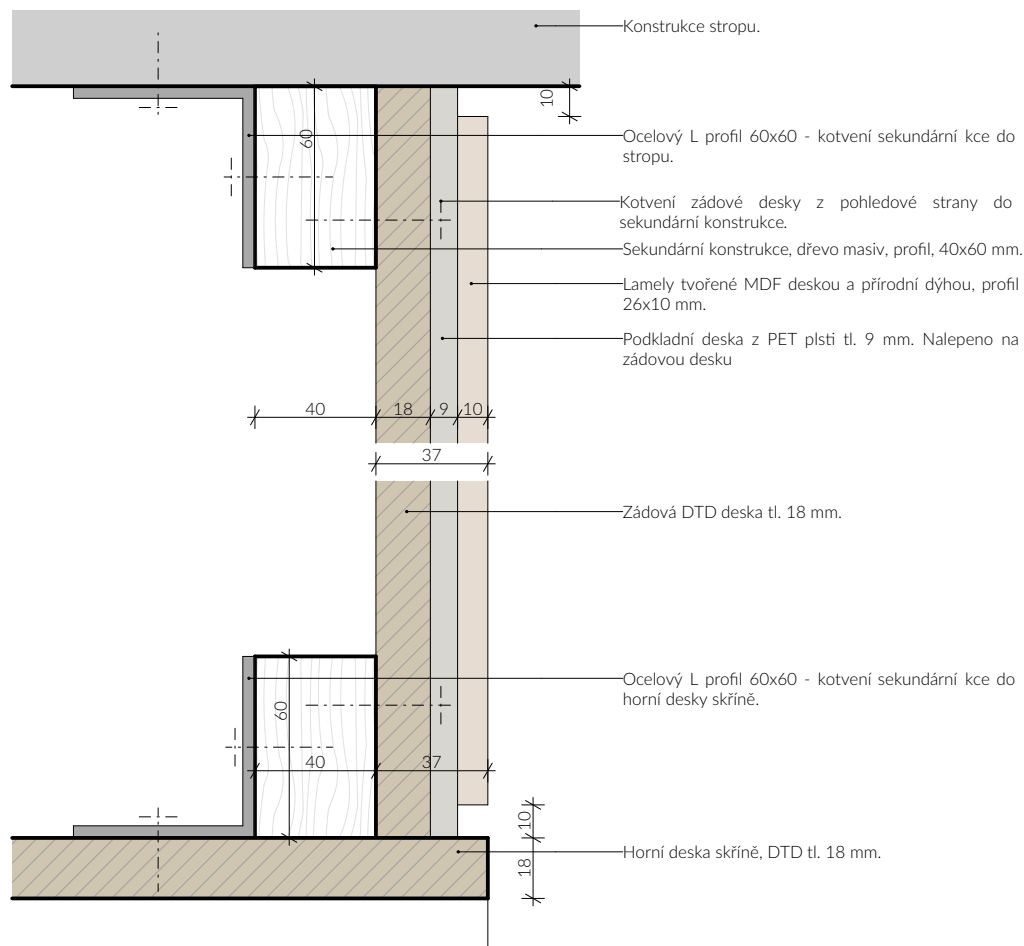 Konstrukce stropu.
10
60
Ocelový L profil 60x60 - kotvení sekundární kce do
stropu.
Kotvení zádové desky z pohledové strany do
sekundární konstrukce.
Sekundární konstrukce, dřevo masiv, profil, 40x60 mm.
Lamely tvořené MDF deskou a přírodní dýhou, profil
26x10 mm.
Podkladní deska z PET plsti tl. 9 mm. Nalepeno na
zádovou desku
40 18 9 10
37
Zádová DTD deska tl. 18 mm.
Ocelový L profil 60x60 - kotvení sekundární kce do
horní desky skříně.
60
40 37
10
Horní deska skříně, DTD tl. 18 mm.
18